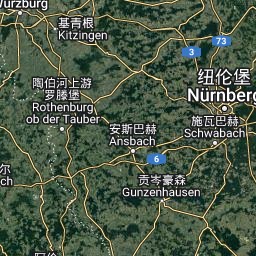 Würzburg
基青根
Kitzingen
3
73
纽伦堡
Nürnberg
陶伯河上游
罗滕堡
Rothenburg
ob der Tauber
施瓦巴赫
Schwabach
安斯巴赫
Ansbach
6
贡岑豪森
Gunzenhausen